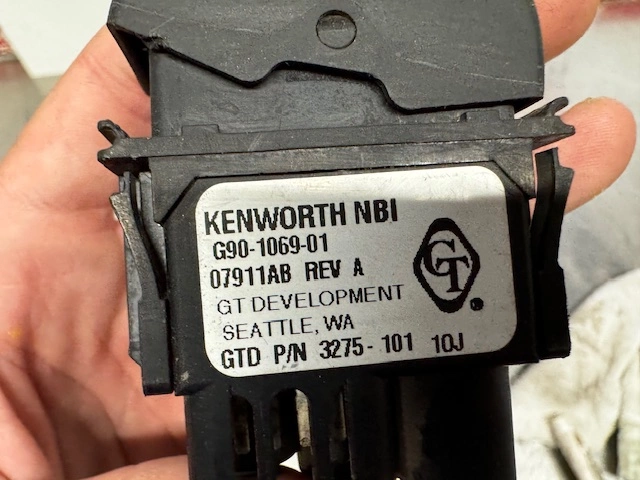 KENWORTH NBI
G90-1069-01
07911AB REV A
GT DEVELOPMENT
SEATTLE, WA
GTD P/N 3275-101 10J
GT
®